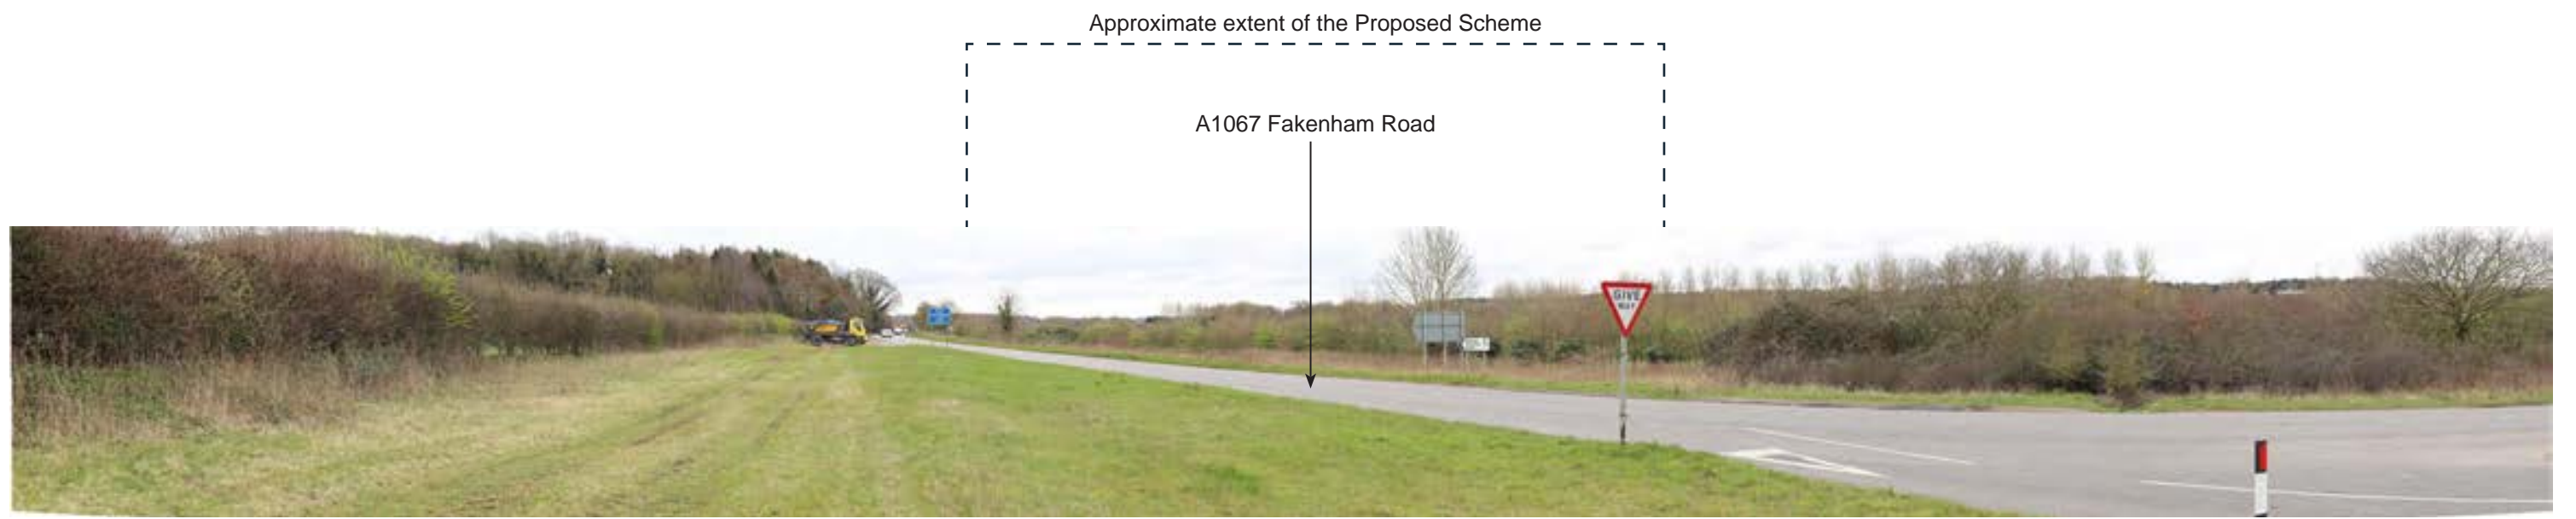 Approximate extent of the Proposed Scheme
A1067 Fakenham Road
GIVE
WAY